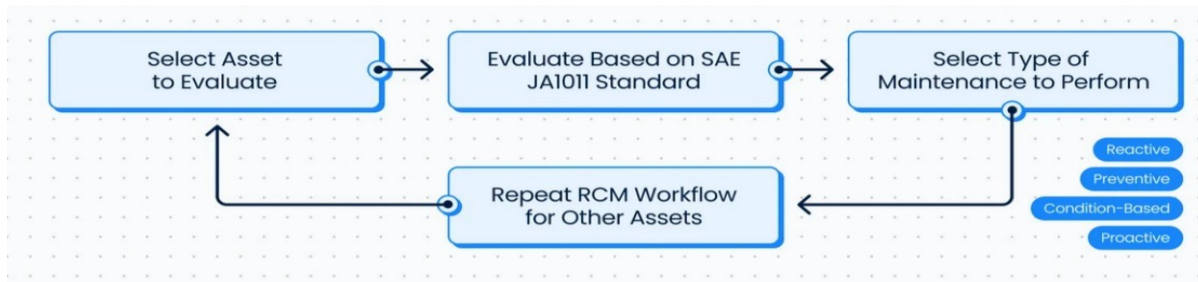 Select Asset
to Evaluate
Evaluate Based on SAE
JA1011 Standard
Select Type of
Maintenance to Perform
Reactive
Preventive
Condition-Based
Proactive
Repeat RCM Workflow
for Other Assets